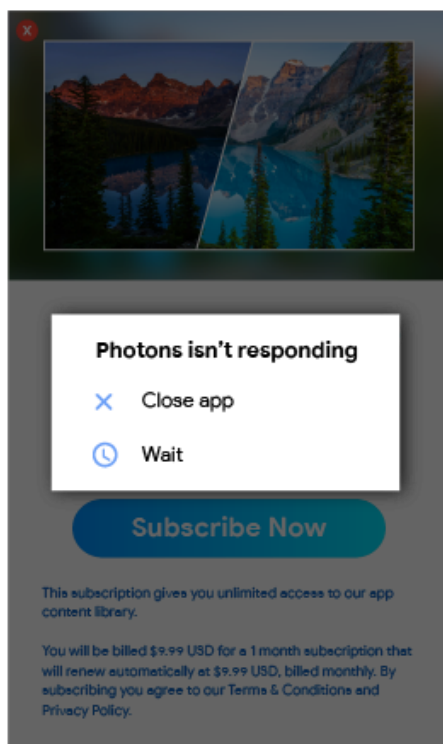 X
Photons isn't responding
Close app
Wait
Subscribe Now
This subscription gives you unlimited access to our app
content library.
You will be billed $9.99 USD for a 1 month subscription that
will renew automatically at $9.99 USD, billed monthly. By
subscribing you agree to our Terms & Conditions and
Privacy Policy.